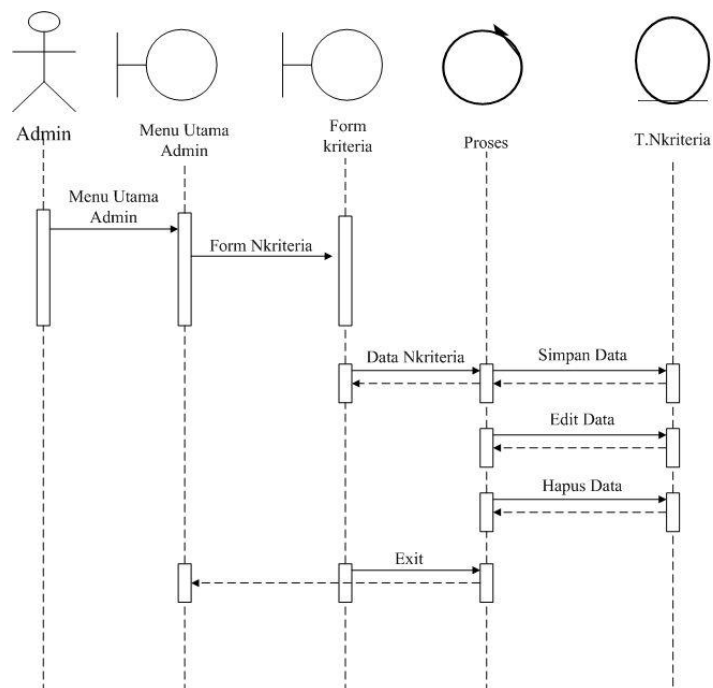 Admin
Menu Utama
Admin
Form
kriteria
Proses
T.Nkriteria
Menu Utama
Admin
Form Nkriteria
Data Nkriteria
Simpan Data
Edit Data
Hapus Data
Exit